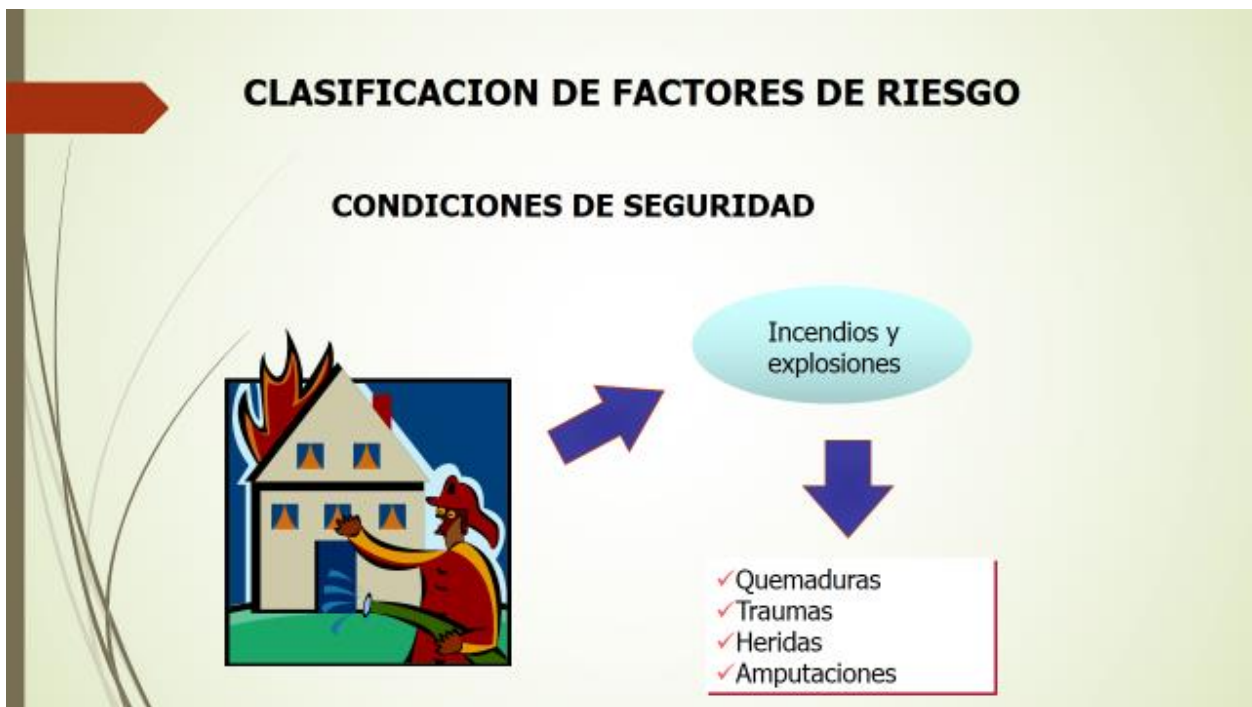 CLASIFICACION DE FACTORES DE RIESGO
CONDICIONES DE SEGURIDAD
Incendios y
explosiones
Quemaduras
Traumas
Heridas
Amputaciones